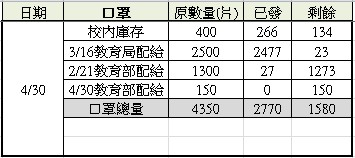 日期 口罩 原數量(片) 已發 剩餘
校內庫存 400 266 134
3/16教育局配給 2500 2477 23
2/21教育部配給 1300 27 1273
4/30 4/30教育部配給 150 0 150
口罩總量 4350 2770 1580